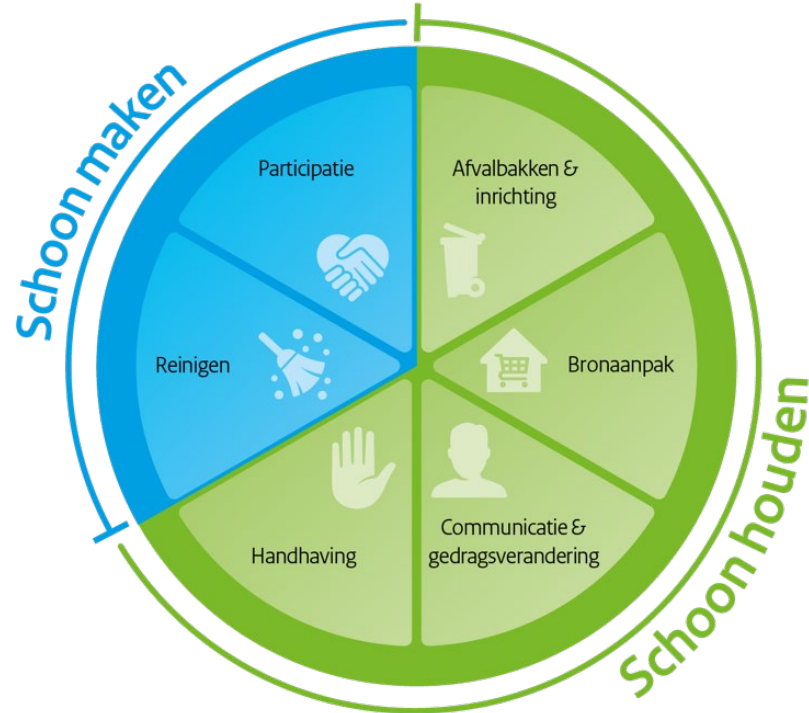 Schoon maken
Participatie
Afvalbakken &
inrichting
Reinigen
Bronaanpak
Handhaving
Communicatie &
gedragsverandering
Schoon houden